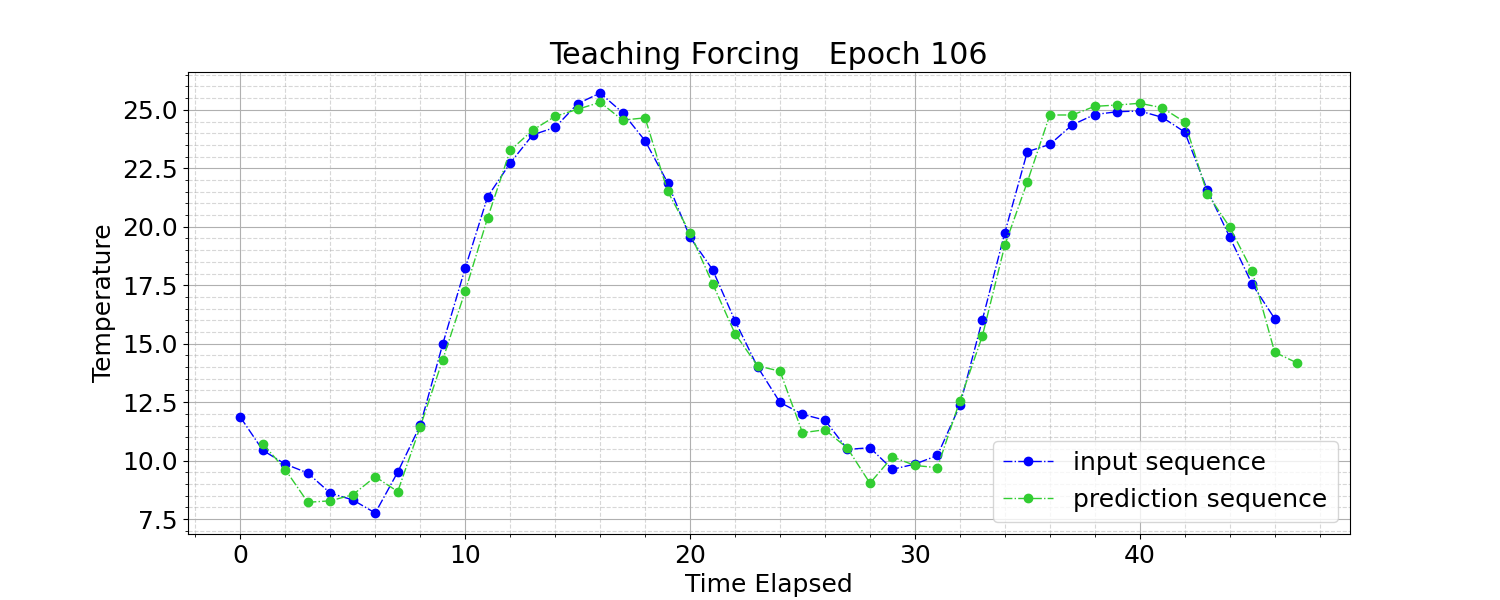 Teaching Forcing   Epoch 106
Temperature
25.0
22.5
20.0
17.5
15.0
12.5
10.0
7.5
input sequence
prediction sequence
0 10 20 30 40
Time Elapsed